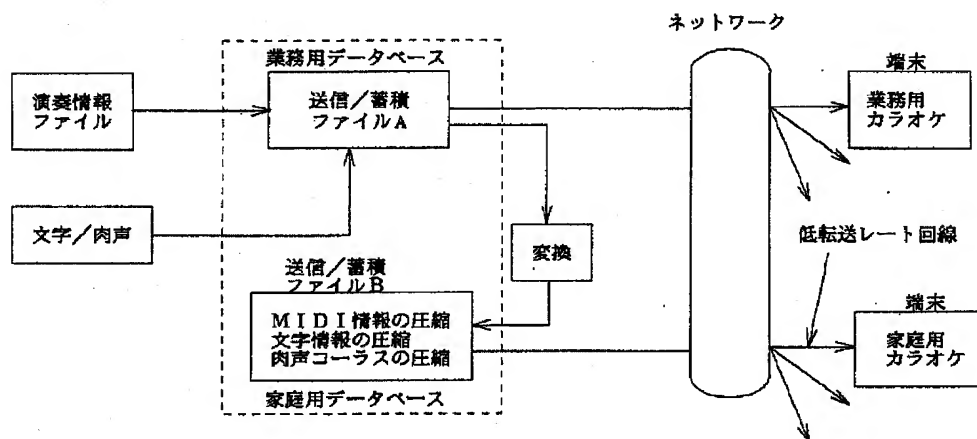 ネットワーク
業務用データベース
端末
演奏情報
ファイル
送信/蓄積
ファイルA
業務用
カラオケ
文字/肉声
変換
低転送レート回線
送信/蓄積
ファイルB
MIDI情報の圧縮
文字情報の圧縮
肉声コーラスの圧縮
端末
家庭用
カラオケ
家庭用データベース